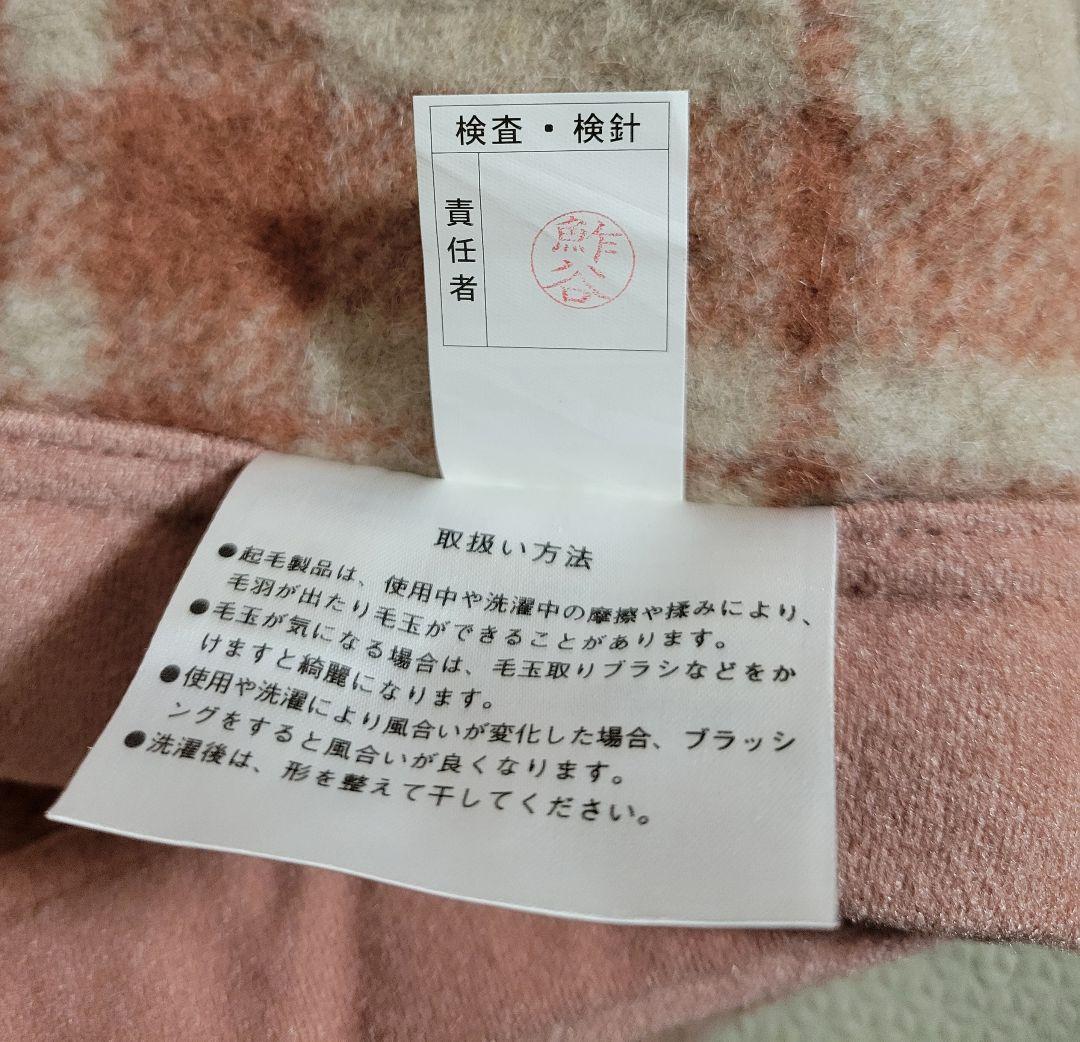 検査・検針
責任者
鮓谷
取扱い方法
●起毛製品は、使用中や洗濯中の摩擦や揉みにより、
毛羽が出たり毛玉ができることがあります。
●毛玉が気になる場合は、毛玉取りブラシなどをか
けますと綺麗になります。
●使用や洗濯により風合いが変化した場合、ブラッシ
ングをすると風合いが良くなります。
●洗濯後は、形を整えて干してください。